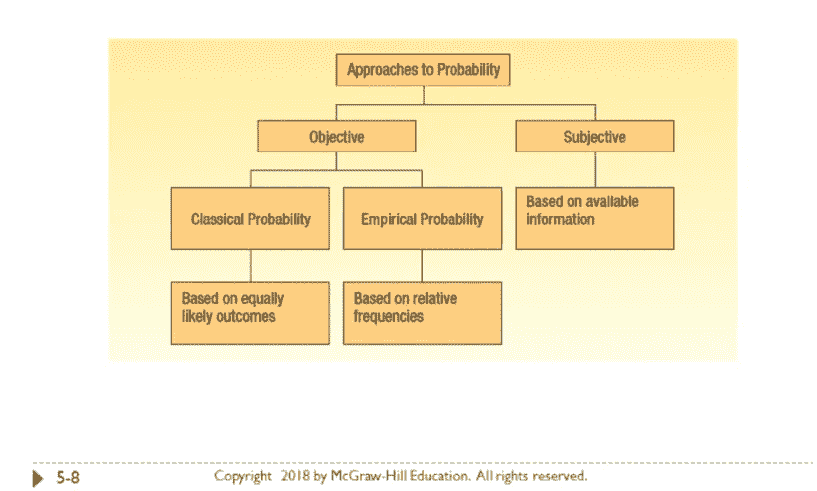 Approaches to Probability
Objective
Subjective
Classical Probability
Empirical Probability
Based on available
information
Based on equally
likely outcomes
Based on relative
frequencies
5-8
Copyright 2018 by McGraw-Hill Education. All rights reserved.